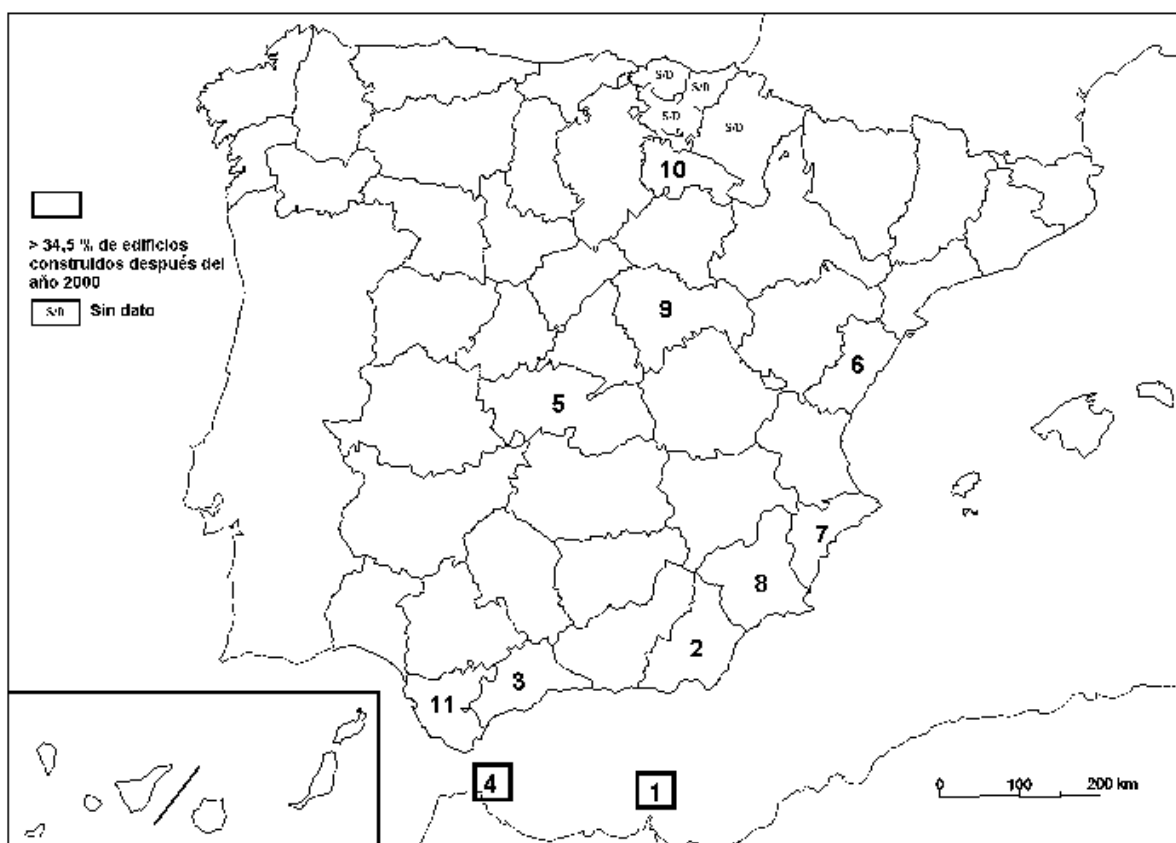 S/D
S/D
S/D
S/D
10
> 34,5 % de edificios
construidos después del
año 2000
S/D Sin dato
9
6
5
7
8
2
3
11
4
1
0 100 200 km